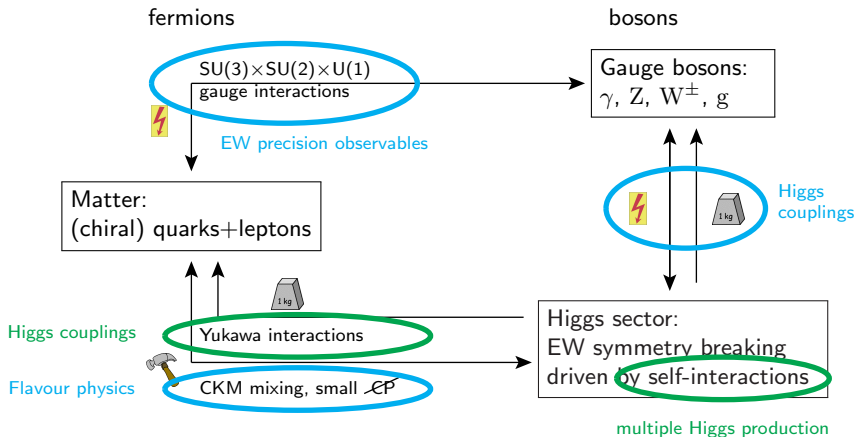 fermions
bosons
SU(3)×SU(2)×U(1)
gauge interactions
EW precision observables
Gauge bosons:
γ, Z, W±, g
Matter:
(chiral) quarks+leptons
Higgs
couplings
1 kg
1 kg
Higgs couplings
Yukawa interactions
Flavour physics
CKM mixing, small CP
Higgs sector:
EW symmetry breaking
driven by self-interactions
multiple Higgs production